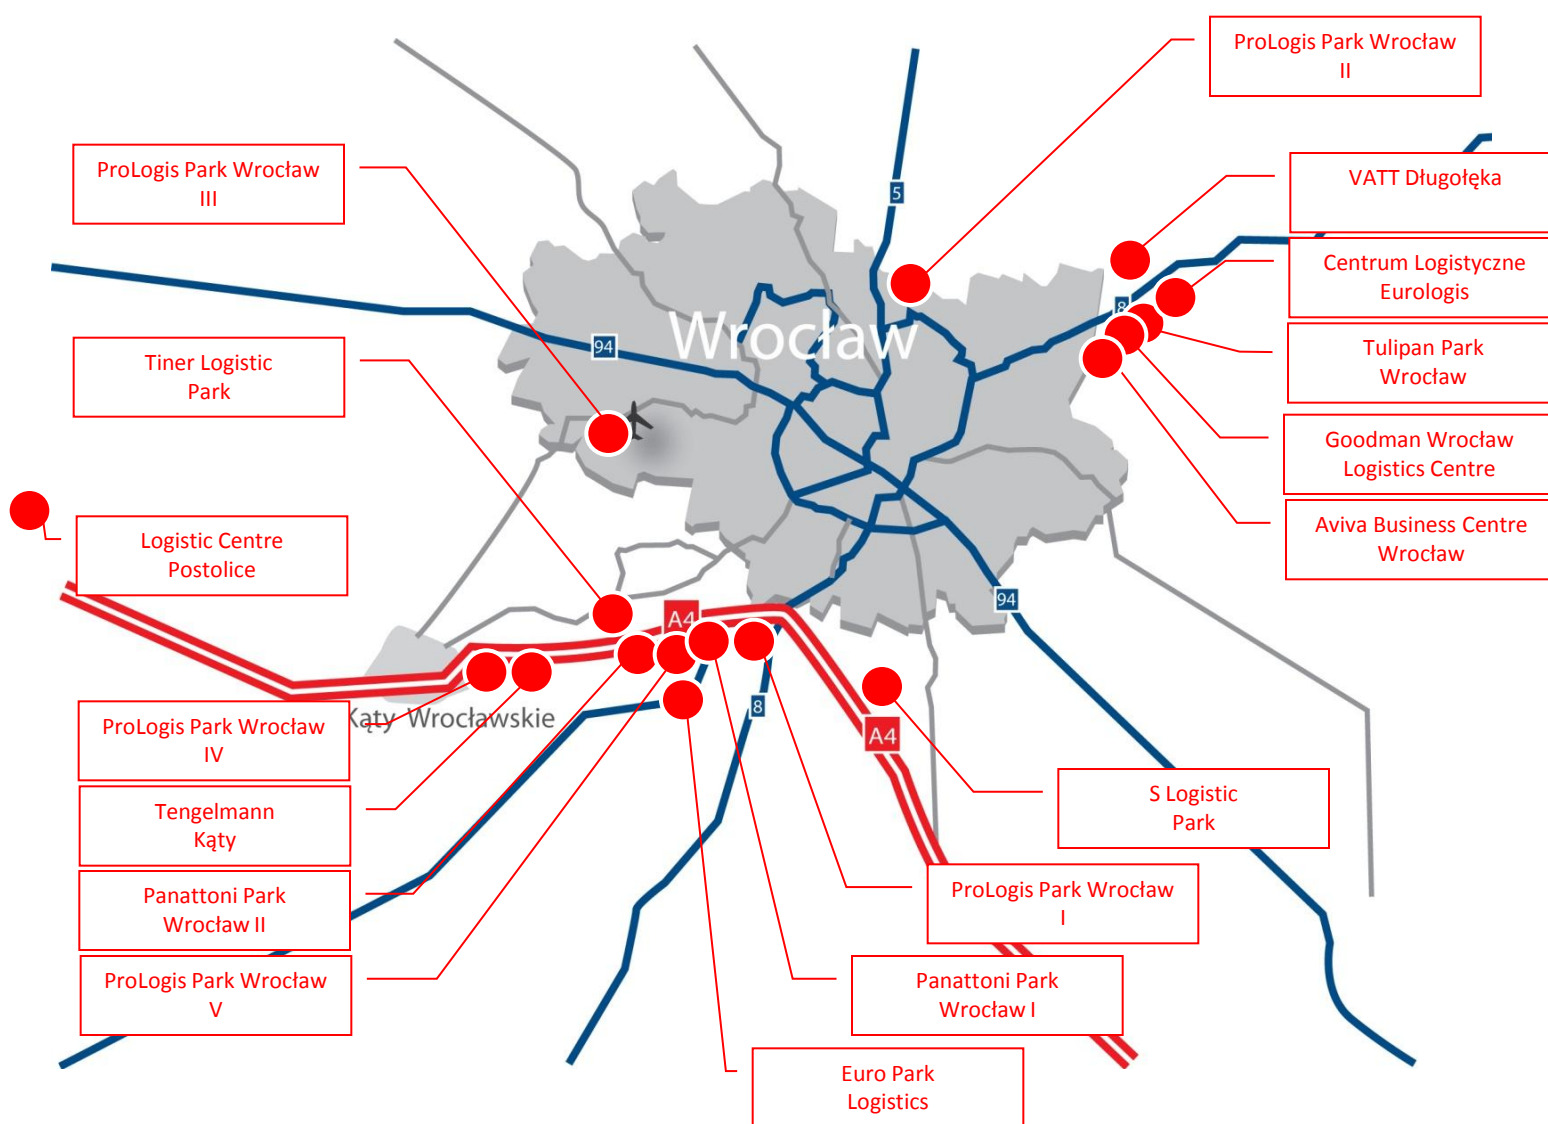 ProLogis Park Wrocław
II
ProLogis Park Wrocław
III
VATT Długołęka
5
Centrum Logistyczne
Eurologis
8
Wrocław
94
Tulipan Park
Wrocław
Tiner Logistic
Park
Goodman Wrocław
Logistics Centre
Aviva Business Centre
Wrocław
Logistic Centre
Postolice
94
A4
Kąty Wrocławskie
8
A4
ProLogis Park Wrocław
IV
S Logistic
Park
Tengelmann
Kąty
Panattoni Park
Wrocław II
ProLogis Park Wrocław
I
ProLogis Park Wrocław
V
Panattoni Park
Wrocław I
Euro Park
Logistics